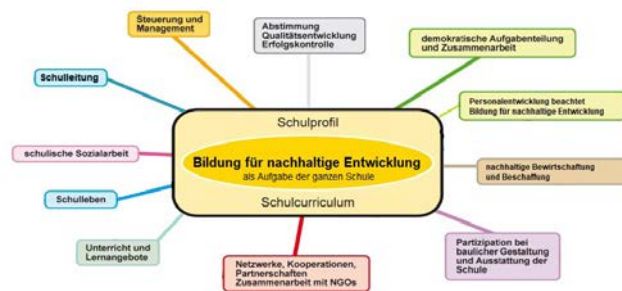 Steuerung und
Management
Abstimmung
Qualitätsentwicklung
Erfolgskontrolle
demokratische Aufgabenteilung
und Zusammenarbeit
Schulleitung
Personalentwicklung beachtet
Bildung für nachhaltige Entwicklung
Schulprofil
Bildung für nachhaltige Entwicklung
als Aufgabe der ganzen Schule
Schulcurriculum
schulische Sozialarbeit
nachhaltige Bewirtschaftung
und Beschaffung
Schulleben
Unterricht und
Lernangebote
Netzwerke, Kooperationen,
Partnerschaften
Zusammenarbeit mit NGOs
Partizipation bei
baulicher Gestaltung
und Ausstattung der
Schule